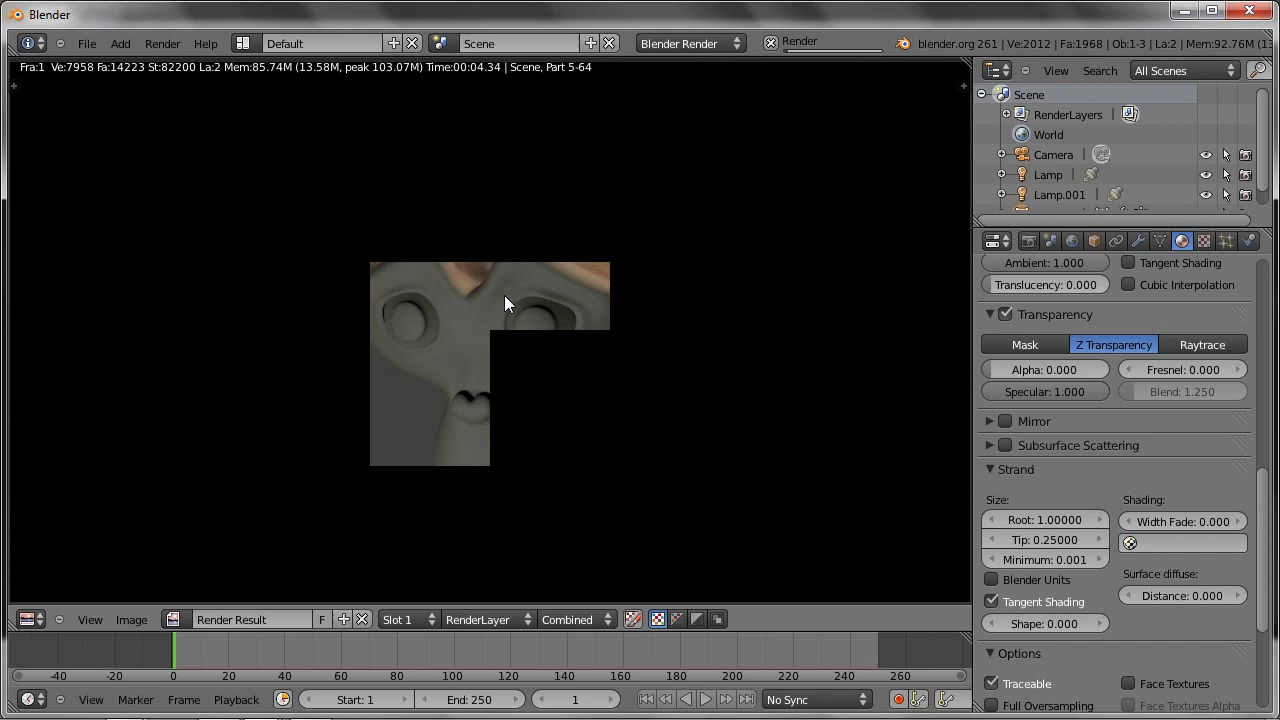 Blender
File Add Render Help Default Scene Blender Render Render blender.org 261 | Ve:2012 | Fa:1968 | Ob:1-3 | La:2 | Mem:92.76M (13
Fra:1 Ve:7958 Fa:14223 St:82200 La:2 Mem:85.74M (13.58M, peak 103.07M) Time:00:04.34 | Scene, Part 5-64
View Search All Scenes
Scene
RenderLayers
World
Camera
Lamp
Lamp.001
Ambient: 1.000 Tangent Shading
Translucency: 0.000 Cubic Interpolation
Transparency
Mask Z Transparency Raytrace
Alpha: 0.000 Fresnel: 0.000
Specular: 1.000 Blend: 1.250
Mirror
Subsurface Scattering
Strand
Size: Shading:
Root: 1.00000 Width Fade: 0.000
Tip: 0.25000
Minimum: 0.001
Blender Units Surface diffuse:
Tangent Shading Distance: 0.000
Shape: 0.000
Options
Traceable Face Textures
Full Oversampling Face Textures Alpha
View Image Render Result F Slot 1 RenderLayer Combined
-40 -20 0 20 40 60 80 100 120 140 160 180 200 220 240 260
View Marker Frame Playback Start: 1 End: 250 1 No Sync